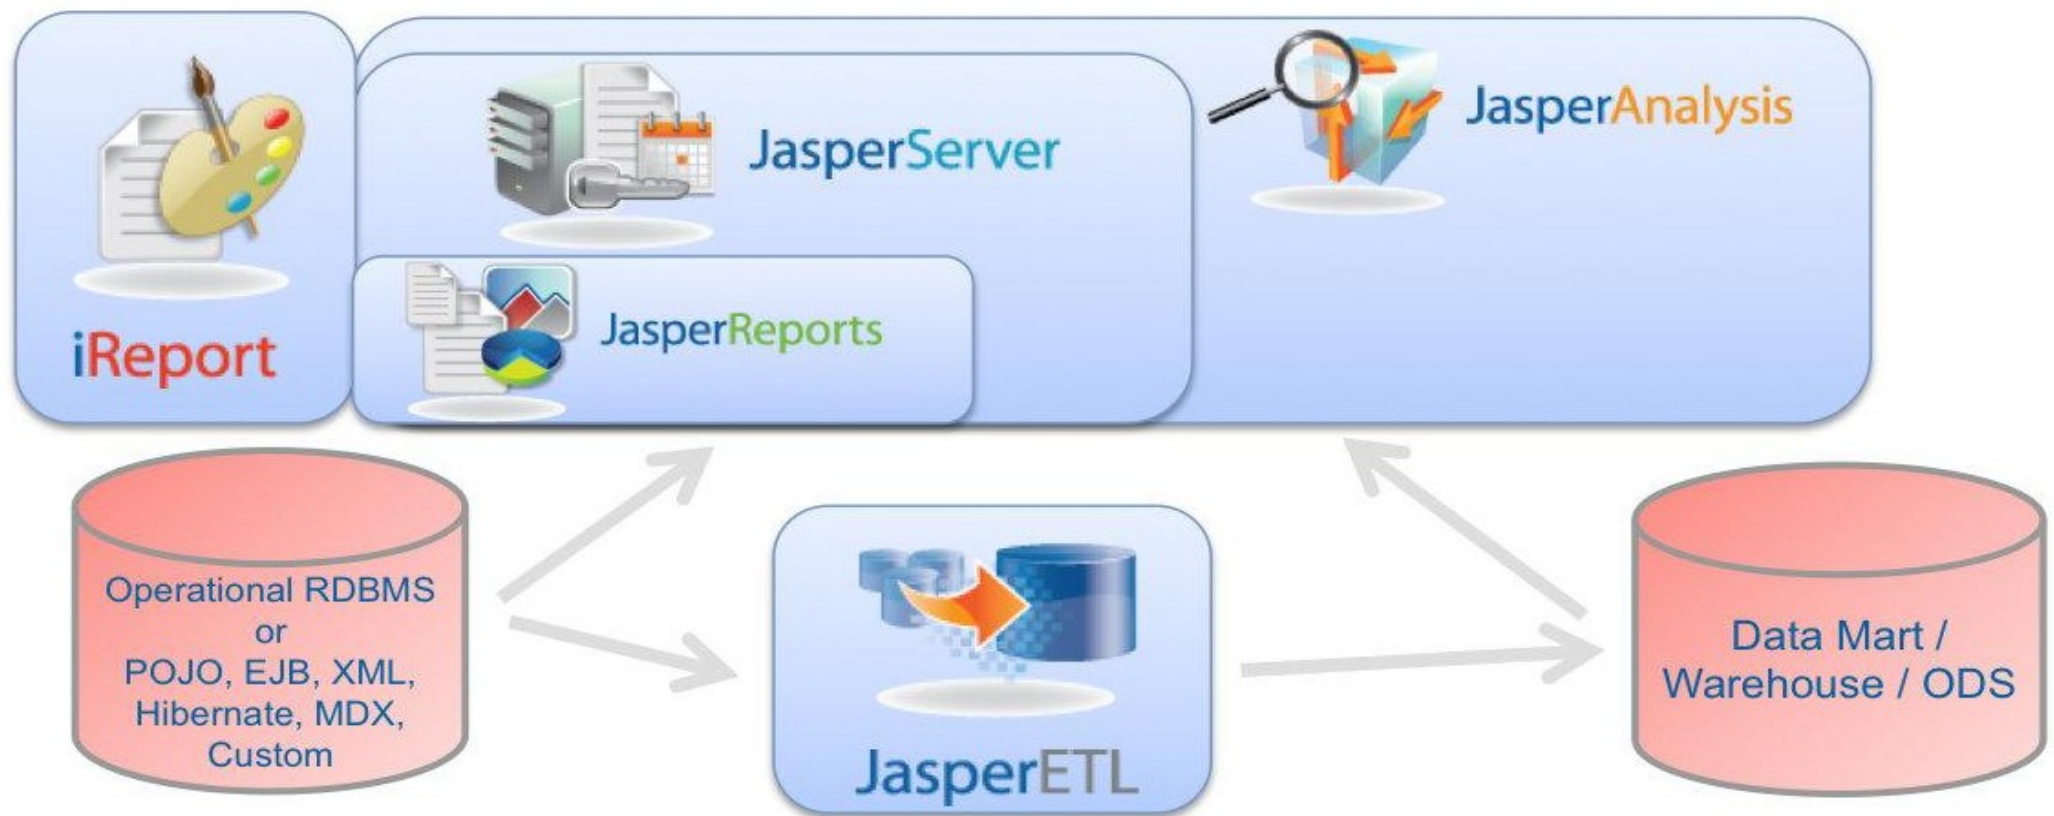 iReport
JasperServer
JasperReports
JasperAnalysis
Operational RDBMS
or
POJO, EJB, XML,
Hibernate, MDX,
Custom
JasperETL
Data Mart /
Warehouse / ODS